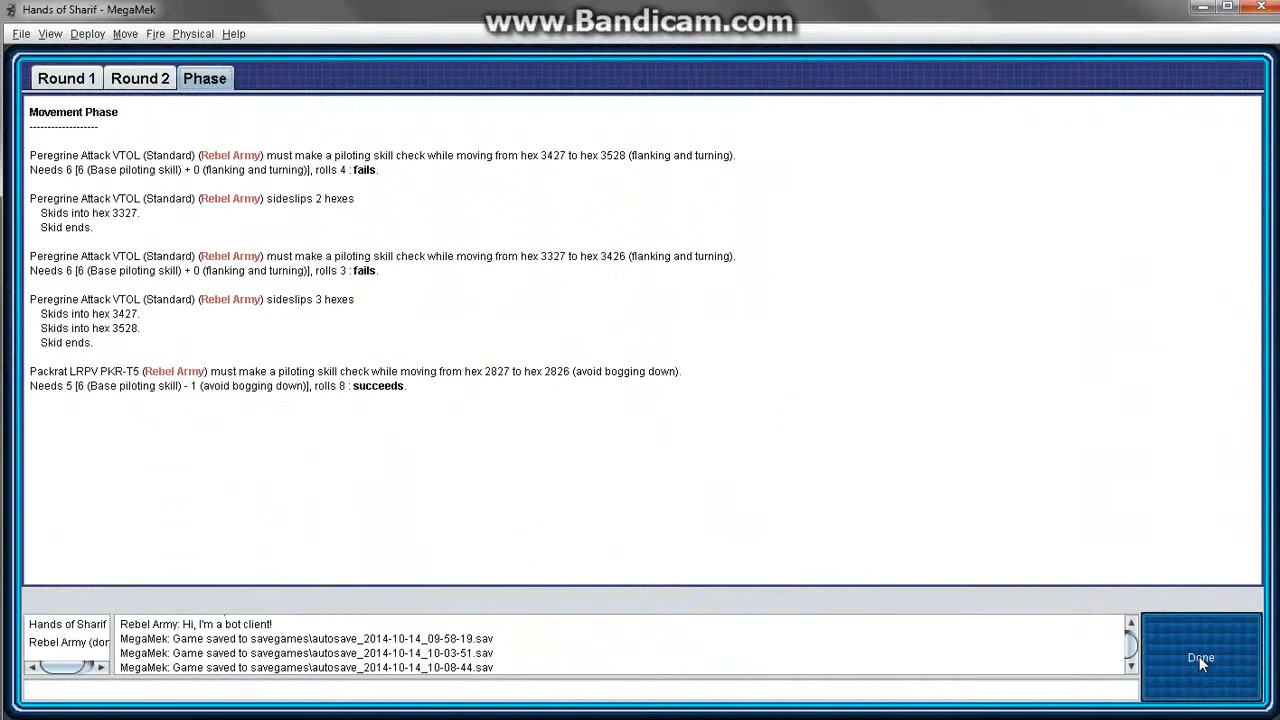 Hands of Sharif - MegaMek
www.Bandicam.com
File View Deploy Move Fire Physical Help
Round 1 Round 2 Phase
Movement Phase
-------------------
Peregrine Attack VTOL (Standard) (Rebel Army) must make a piloting skill check while moving from hex 3427 to hex 3528 (flanking and turning).
Needs 6 [6 (Base piloting skill) + 0 (flanking and turning)], rolls 4 : fails.
Peregrine Attack VTOL (Standard) (Rebel Army) sideslips 2 hexes
Skids into hex 3327.
Skid ends.
Peregrine Attack VTOL (Standard) (Rebel Army) must make a piloting skill check while moving from hex 3327 to hex 3426 (flanking and turning).
Needs 6 [6 (Base piloting skill) + 0 (flanking and turning)], rolls 3 : fails.
Peregrine Attack VTOL (Standard) (Rebel Army) sideslips 3 hexes
Skids into hex 3427.
Skids into hex 3528.
Skid ends.
Packrat LRPV PKR-T5 (Rebel Army) must make a piloting skill check while moving from hex 2827 to hex 2826 (avoid bogging down).
Needs 5 [6 (Base piloting skill) - 1 (avoid bogging down)], rolls 8 : succeeds.
Hands of Sharif
Rebel Army (dor
Rebel Army: Hi, I'm a bot client!
MegaMek: Game saved to savegames\autosave_2014-10-14_09-58-19.sav
MegaMek: Game saved to savegames\autosave_2014-10-14_10-03-51.sav
MegaMek: Game saved to savegames\autosave_2014-10-14_10-08-44.sav
Done